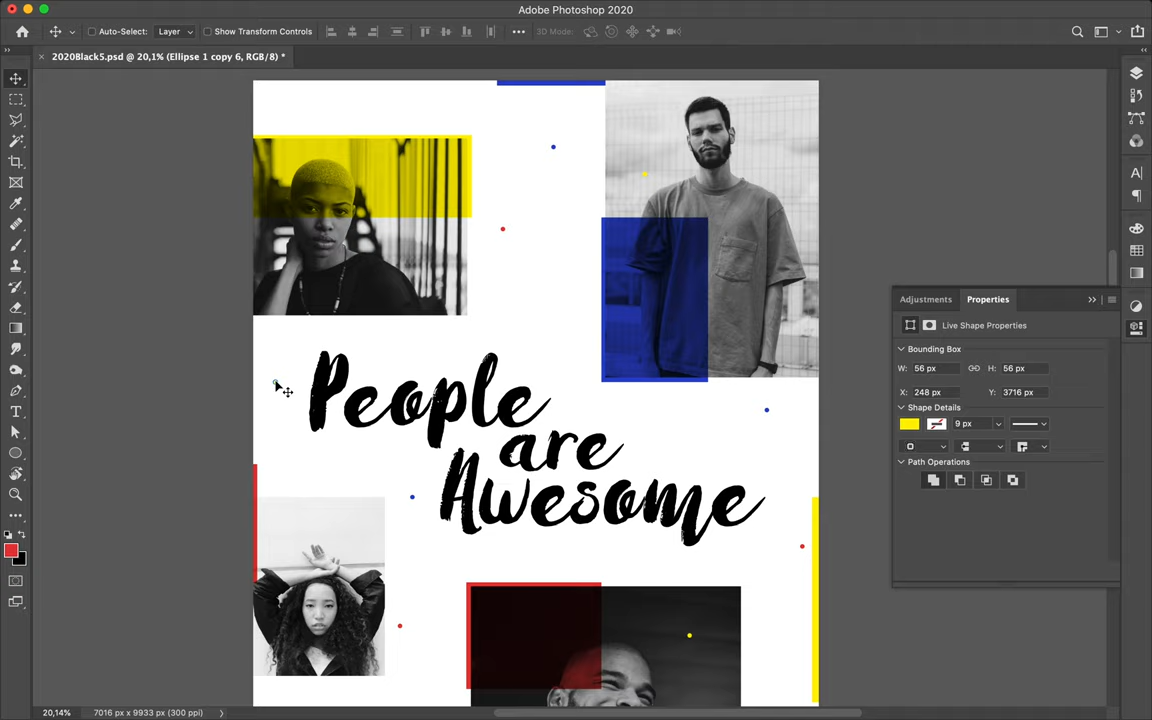 Adobe Photoshop 2020
Auto-Select: Layer Show Transform Controls 3D Mode:
2020Black5.psd @ 20,1% (Ellipse 1 copy 6, RGB/8) *
Adjustments Properties
Live Shape Properties
Bounding Box
W: 56 px H: 56 px
X: 248 px Y: 3716 px
Shape Details
9 px
Path Operations
People
are
Awesome
20,14% 7016 px x 9933 px (300 ppi)